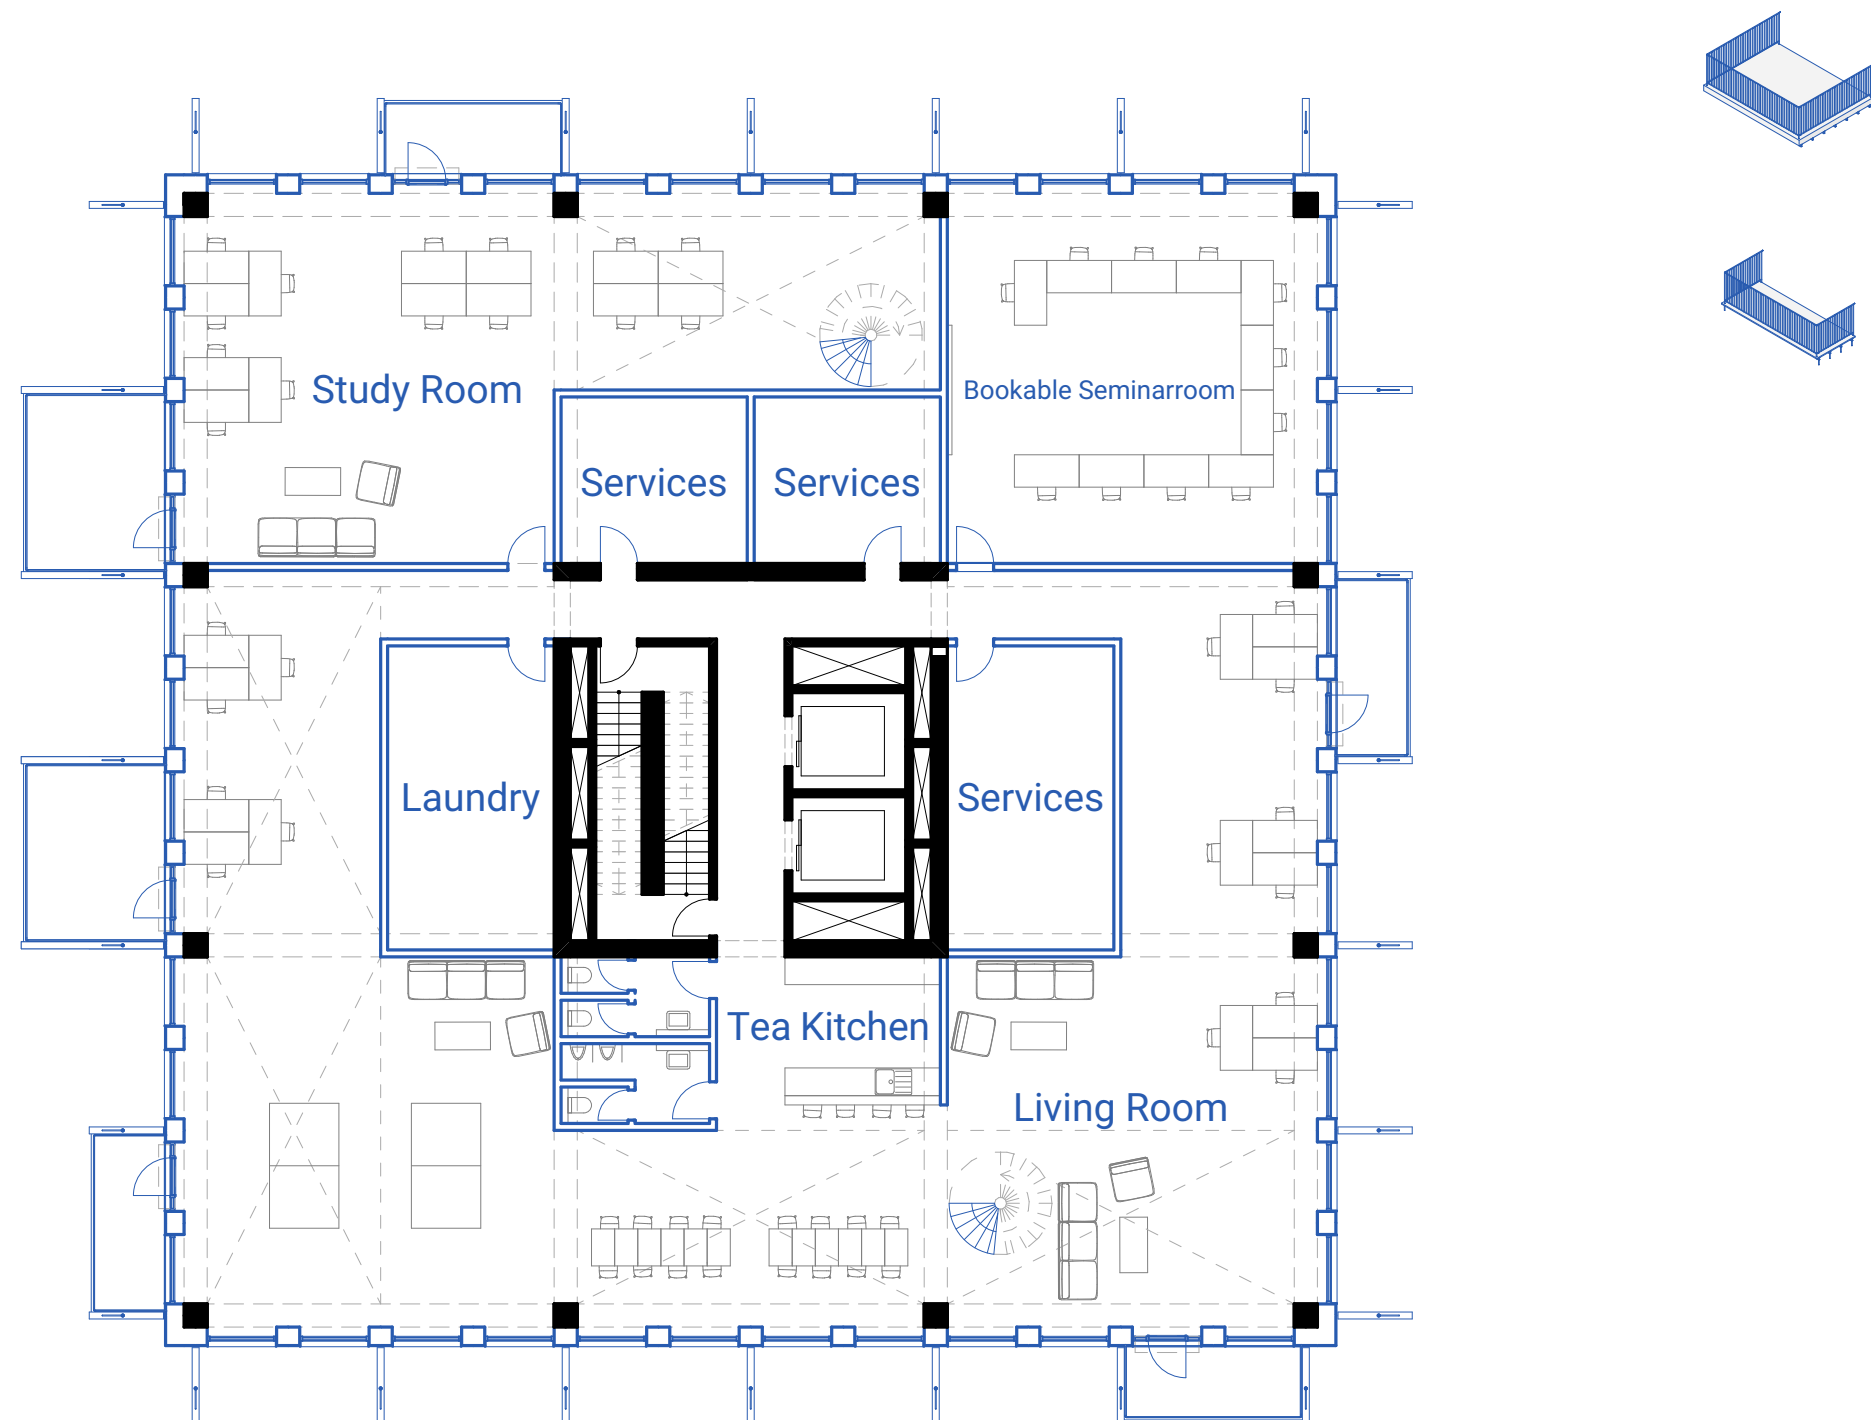 Study Room
Bookable Seminarroom
Services
Services
Laundry
Services
Tea Kitchen
Living Room